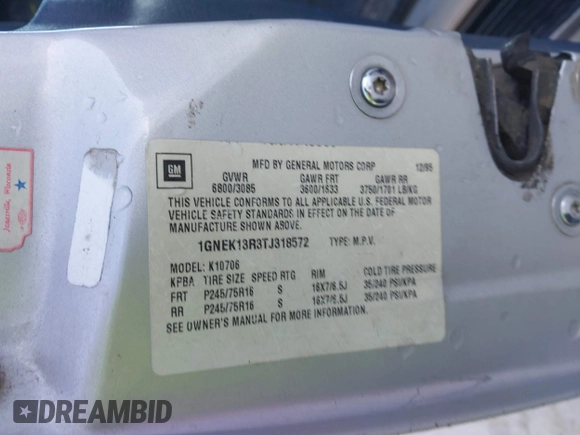 GM
MFD BY GENERAL MOTORS CORP 12/95
GVWR GAWR FRT GAWR RR
6800/3085 3600/1633 3750/1701 LB/KG
THIS VEHICLE CONFORMS TO ALL APPLICABLE U.S. FEDERAL MOTOR
VEHICLE SAFETY STANDARDS IN EFFECT ON THE DATE OF
MANUFACTURE SHOWN ABOVE.
1GNEK13R3TJ318572 TYPE: M.P.V.
MODEL: K10706
KPBA TIRE SIZE SPEED RTG RIM COLD TIRE PRESSURE
FRT P245/75R16 S 16X7/6.5J 35/240 PSI/KPA
RR P245/75R16 S 16X7/6.5J 35/240 PSI/KPA
SEE OWNER'S MANUAL FOR MORE INFORMATION.
Janesville, Wisconsin
DREAMBID